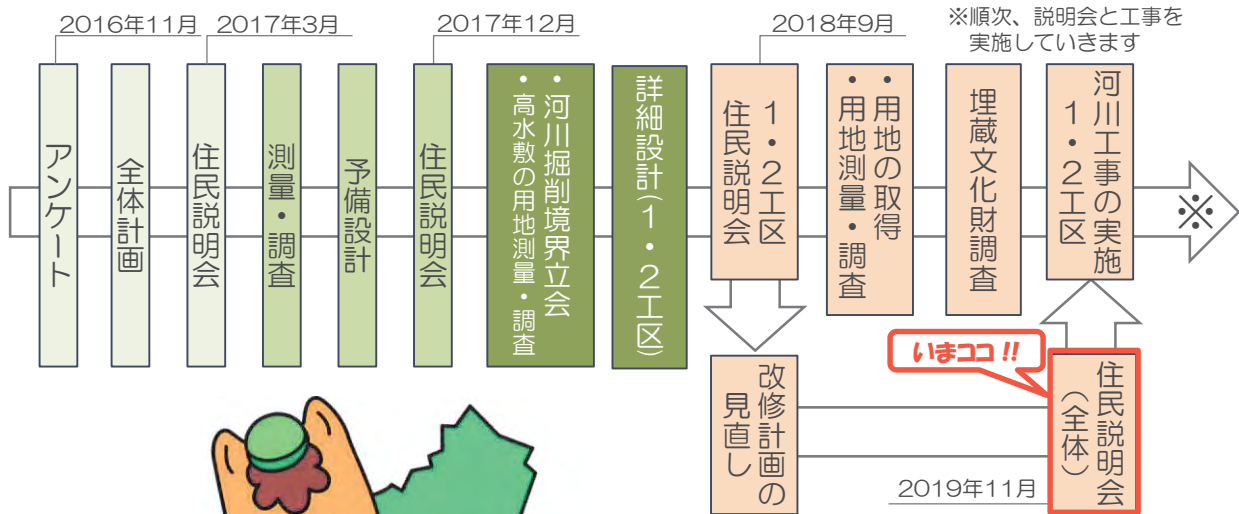 2016年11月
2017年3月
2017年12月
2018年9月
※順次、説明会と工事を
実施していきます
アンケート
全体計画
住民説明会
測量・調査
予備設計
住民説明会
・河川掘削境界立会
・高水敷の用地測量・調査
詳細設計(1・2工区)
1・2工区
住民説明会
・用地の取得
・用地測量・調査
埋蔵文化財調査
河川工事の実施
1・2工区
※
改修計画の
見直し
いまココ!!
住民説明会
(全体)
2019年11月